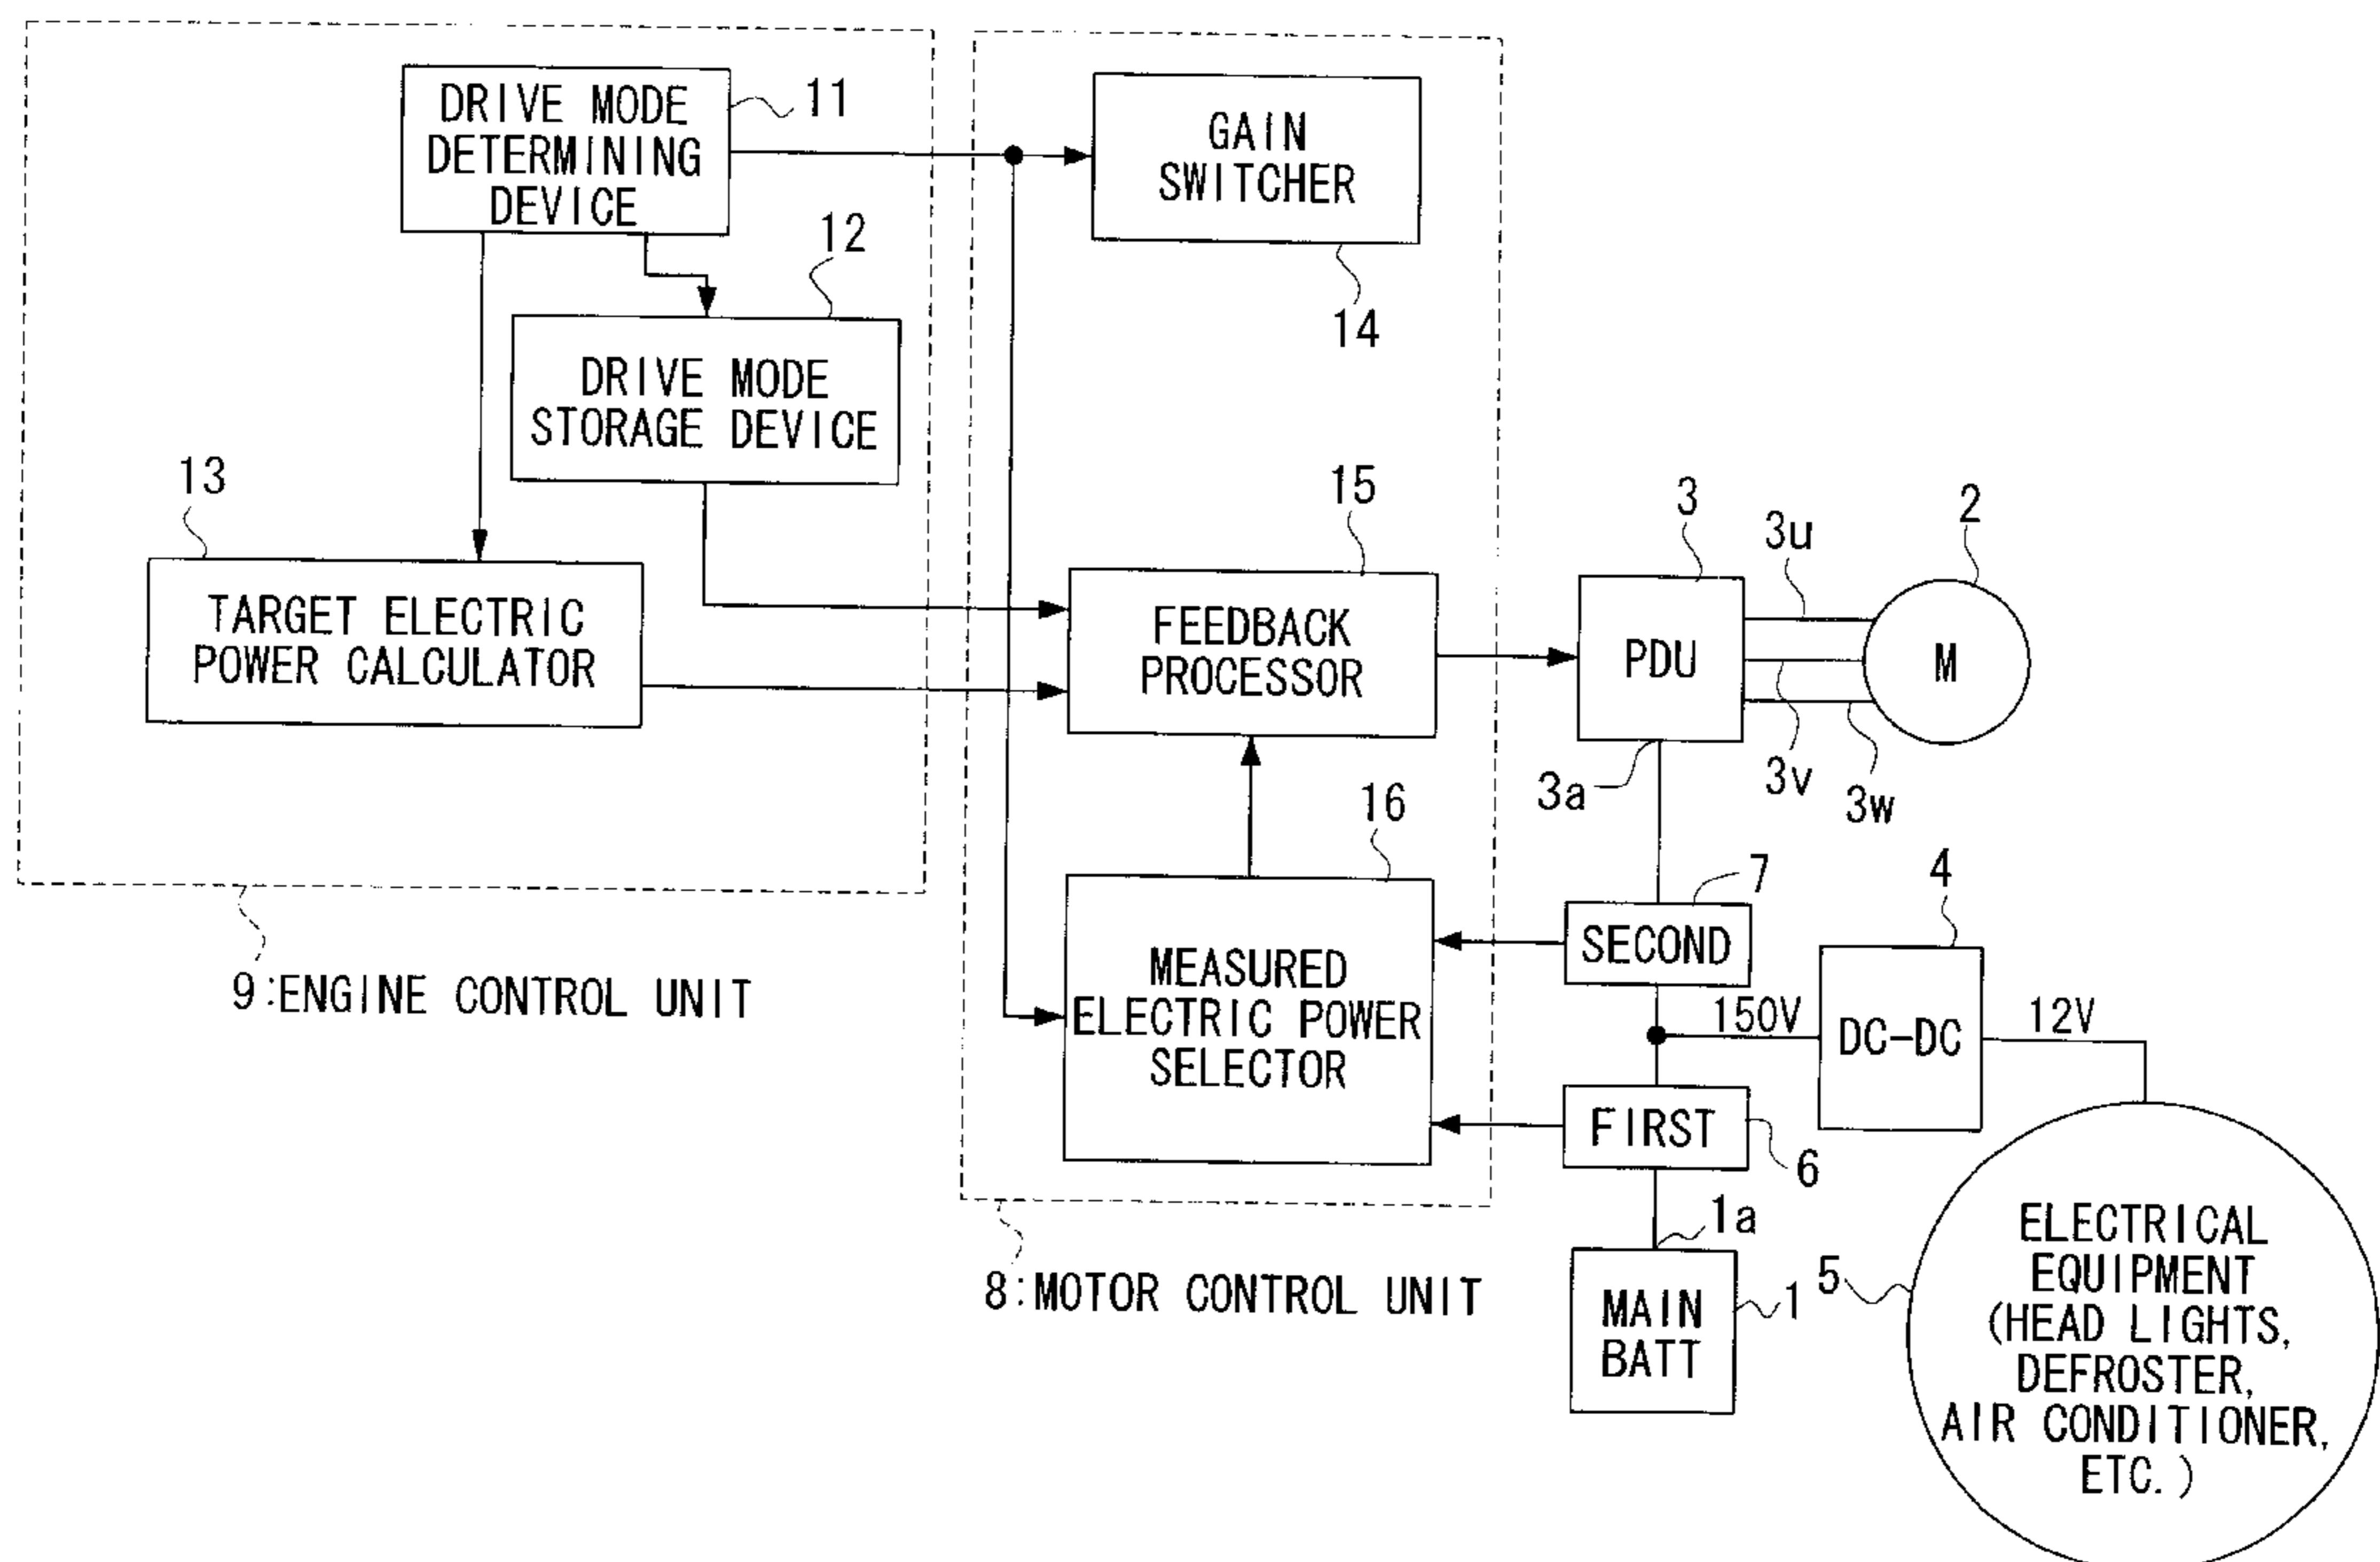 DRIVE MODE
DETERMINING
DEVICE
11
GAIN
SWITCHER
14
12
DRIVE MODE
STORAGE DEVICE
13
TARGET ELECTRIC
POWER CALCULATOR
15
FEEDBACK
PROCESSOR
3
PDU
3u
3v
3w
3a
2
M
16
MEASURED
ELECTRIC POWER
SELECTOR
7
SECOND
4
150V
DC-DC
12V
FIRST
6
9:ENGINE CONTROL UNIT
8:MOTOR CONTROL UNIT
1a
MAIN
BATT
1
5
ELECTRICAL
EQUIPMENT
(HEAD LIGHTS,
DEFROSTER,
AIR CONDITIONER,
ETC.)